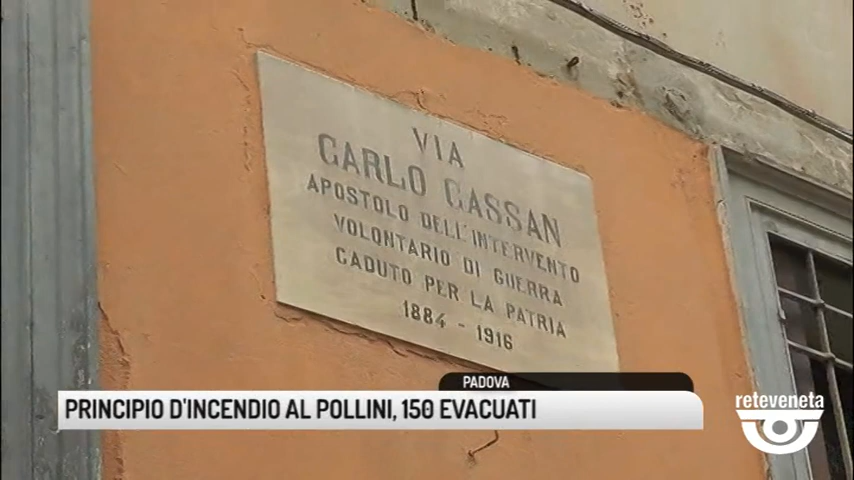 VIA
CARLO CASSAN
APOSTOLO DELL'INTERVENTO
VOLONTARIO DI GUERRA
CADUTO PER LA PATRIA
1884 - 1916
PADOVA
PRINCIPIO D'INCENDIO AL POLLINI, 150 EVACUATI
reteveneta